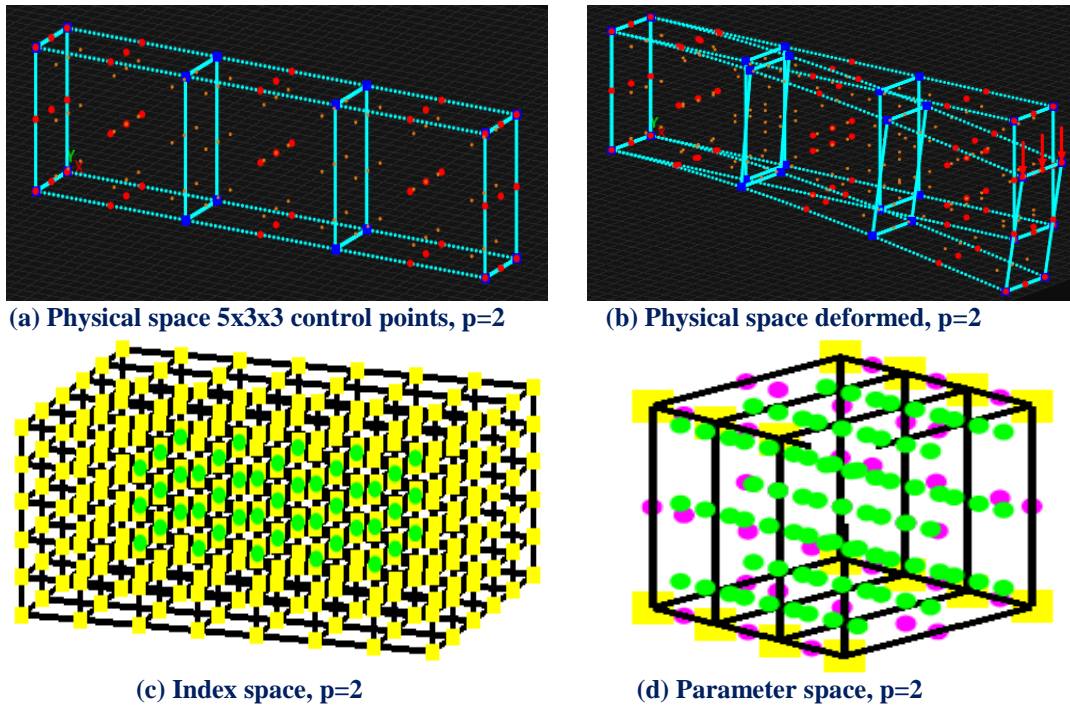 (a) Physical space 5x3x3 control points, p=2
(b) Physical space deformed, p=2
(c) Index space, p=2
(d) Parameter space, p=2